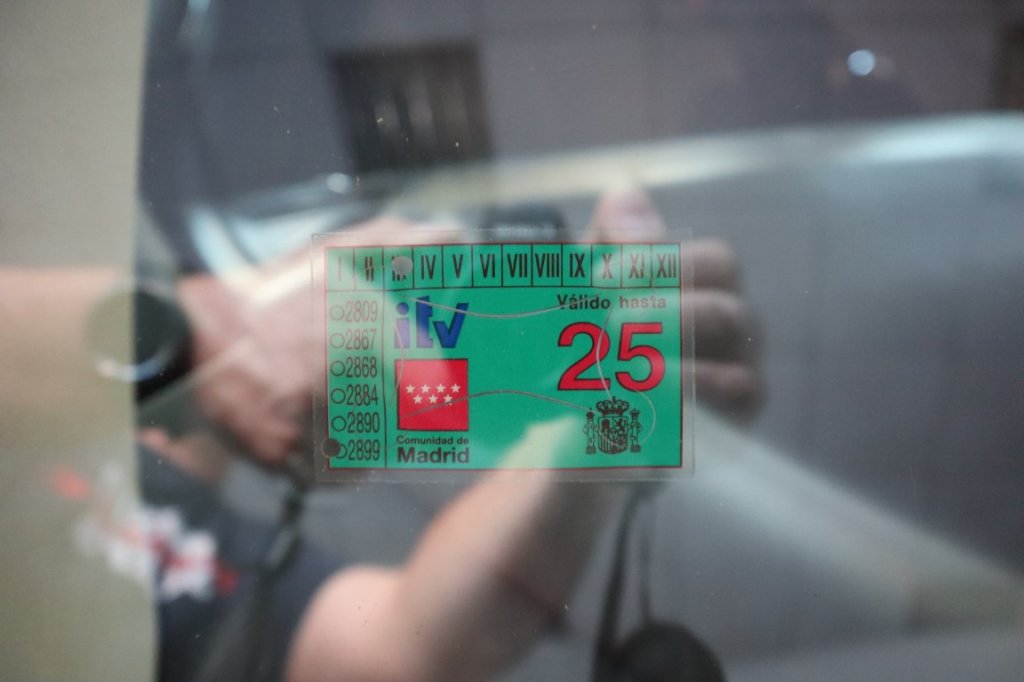 I II III IV V VI VII VIII IX X XI XII
2809
2867
2868
2884
2890
2899
itv
Válido hasta
25
Comunidad de
Madrid